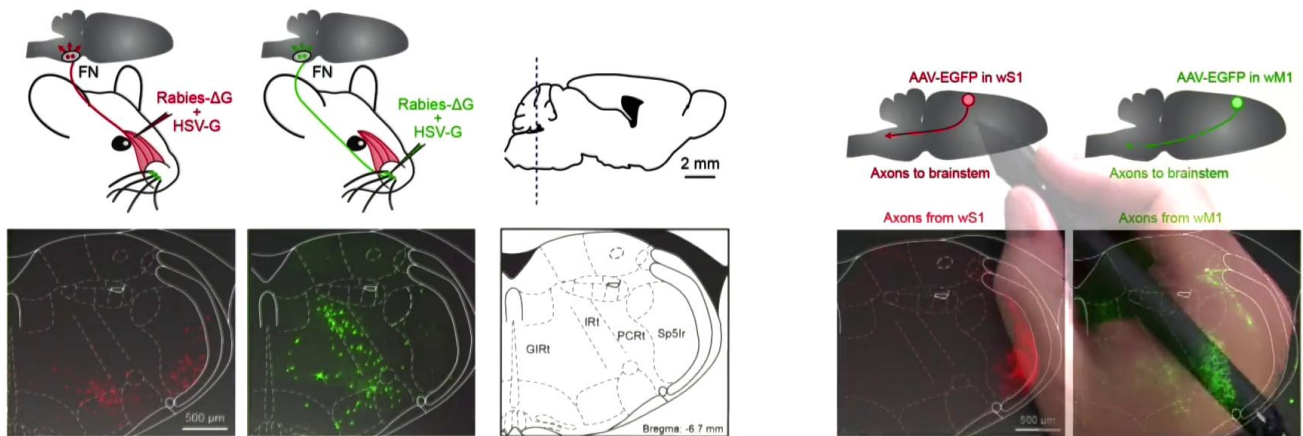 FN
Rabies-ΔG
+
HSV-G
FN
Rabies-ΔG
+
HSV-G
2 mm
AAV-EGFP in wS1
Axons to brainstem
AAV-EGFP in wM1
Axons to brainstem
500 µm
GIRt
IRt
PCRt
Sp5Ir
Bregma: -6.7 mm
Axons from wS1
500 µm
Axons from wM1